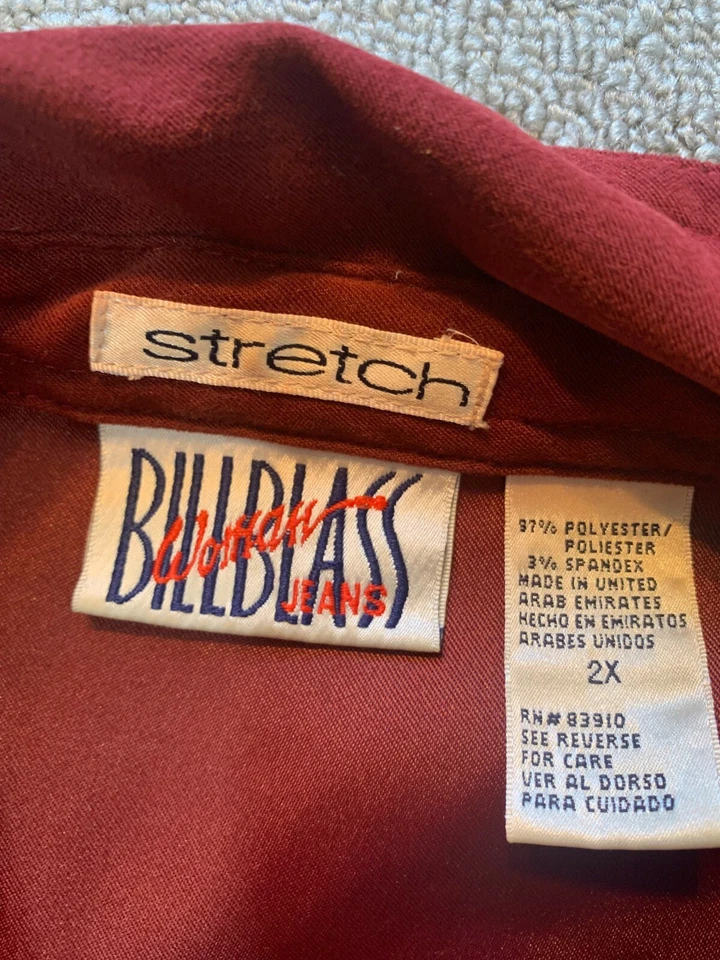 stretch
BILLBLASS
Woman
JEANS
97% POLYESTER/
POLIESTER
3% SPANDEX
MADE IN UNITED
ARAB EMIRATES
HECHO EN EMIRATOS
ARABES UNIDOS
2X
RN# 83910
SEE REVERSE
FOR CARE
VER AL DORSO
PARA CUIDADO